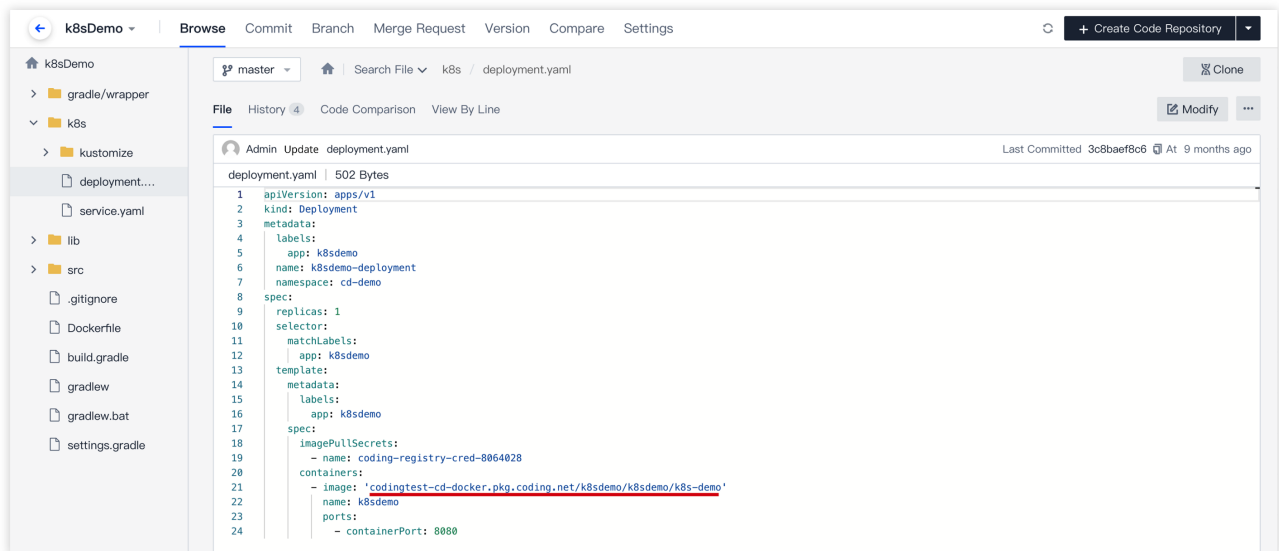 k8sDemo
Browse Commit Branch Merge Request Version Compare Settings
+ Create Code Repository
k8sDemo
gradle/wrapper
k8s
kustomize
deployment....
service.yaml
lib
src
.gitignore
Dockerfile
build.gradle
gradlew
gradlew.bat
settings.gradle
master
Search File k8s / deployment.yaml
Clone
File History 4 Code Comparison View By Line
Modify ...
Admin Update deployment.yaml
Last Committed 3c8baef8c6 At 9 months ago
deployment.yaml | 502 Bytes
1 apiVersion: apps/v1
2 kind: Deployment
3 metadata:
4 labels:
5 app: k8sdemo
6 name: k8sdemo-deployment
7 namespace: cd-demo
8 spec:
9 replicas: 1
10 selector:
11 matchLabels:
12 app: k8sdemo
13 template:
14 metadata:
15 labels:
16 app: k8sdemo
17 spec:
18 imagePullSecrets:
19 - name: coding-registry-cred-8064028
20 containers:
21 - image: 'codingtest-cd-docker.pkg.coding.net/k8sdemo/k8sdemo/k8s-demo'
22 name: k8sdemo
23 ports:
24 - containerPort: 8080